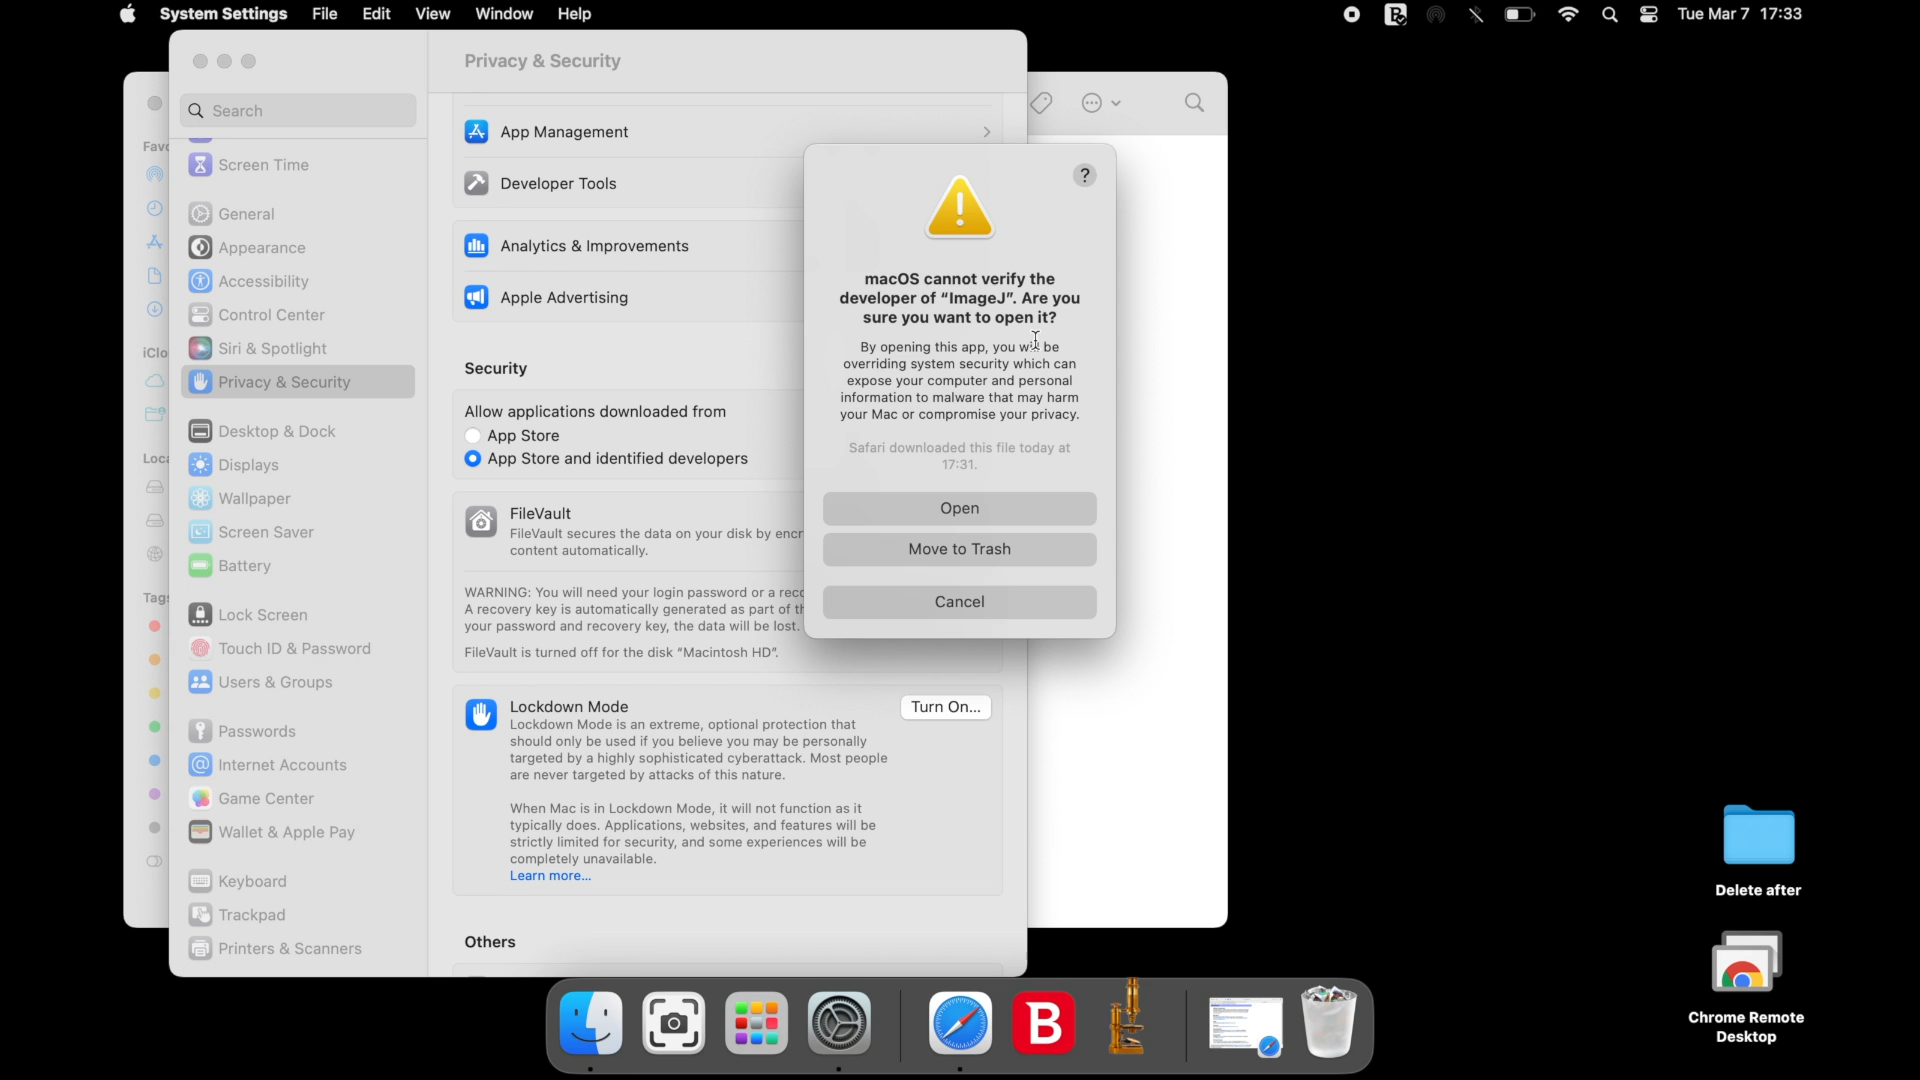 System Settings File Edit View Window Help
Tue Mar 7 17:33
Privacy & Security
Search
Screen Time
General
Appearance
Accessibility
Control Center
Siri & Spotlight
Privacy & Security
Desktop & Dock
Displays
Wallpaper
Screen Saver
Battery
Lock Screen
Touch ID & Password
Users & Groups
Passwords
Internet Accounts
Game Center
Wallet & Apple Pay
Keyboard
Trackpad
Printers & Scanners
App Management
Developer Tools
Analytics & Improvements
Apple Advertising
Security
Allow applications downloaded from
App Store
App Store and identified developers
FileVault
FileVault secures the data on your disk by
content automatically.
WARNING: You will need your login password or a
A recovery key is automatically generated as part of
your password and recovery key, the data will be lost.
FileVault is turned off for the disk "Macintosh HD".
Lockdown Mode
Turn On...
Lockdown Mode is an extreme, optional protection that
should only be used if you believe you may be personally
targeted by a highly sophisticated cyberattack. Most people
are never targeted by attacks of this nature.
When Mac is in Lockdown Mode, it will not function as it
typically does. Applications, websites, and features will be
strictly limited for security, and some experiences will be
completely unavailable.
Learn more...
Others
?
macOS cannot verify the
developer of “ImageJ”. Are you
sure you want to open it?
By opening this app, you will be
overriding system security which can
expose your computer and personal
information to malware that may harm
your Mac or compromise your privacy.
Safari downloaded this file today at
17:31.
Open
Move to Trash
Cancel
Delete after
Chrome Remote
Desktop
B